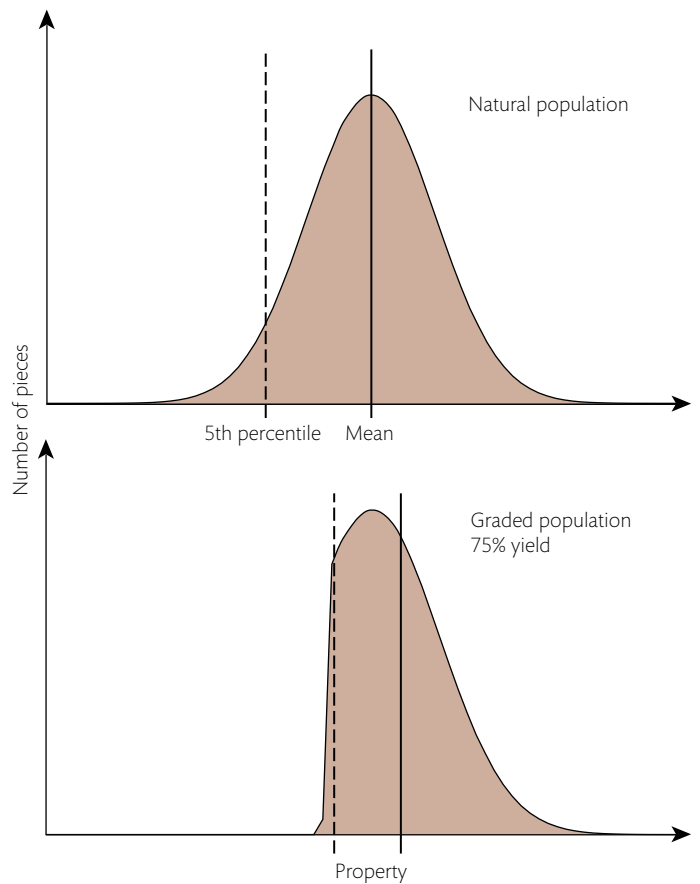 Natural population
5th percentile
Mean
Number of pieces
Graded population
75% yield
Property